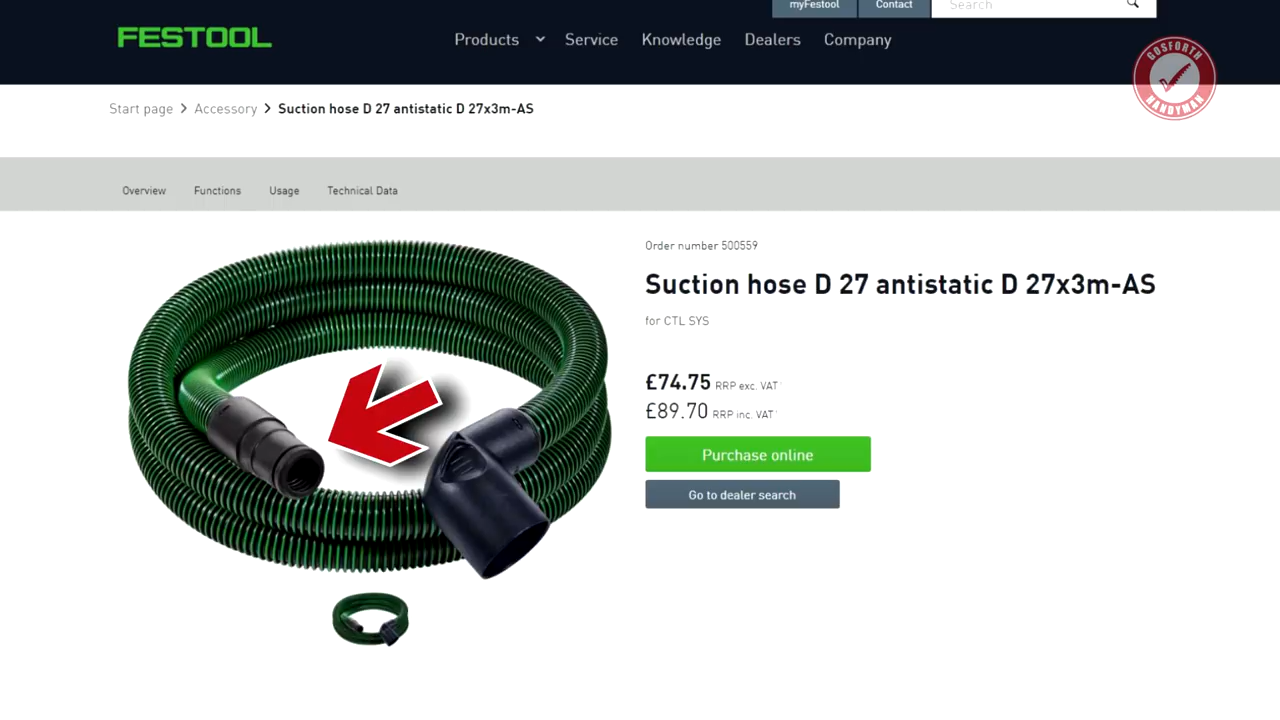 myFestool
Contact
Search
FESTOOL
Products
Service
Knowledge
Dealers
Company
GOSFORTH
HANDYMAN
Start page > Accessory > Suction hose D 27 antistatic D 27x3m-AS
Overview
Functions
Usage
Technical Data
Order number 500559
Suction hose D 27 antistatic D 27x3m-AS
for CTL SYS
£74.75 RRP exc. VAT
£89.70 RRP inc. VAT
Purchase online
Go to dealer search